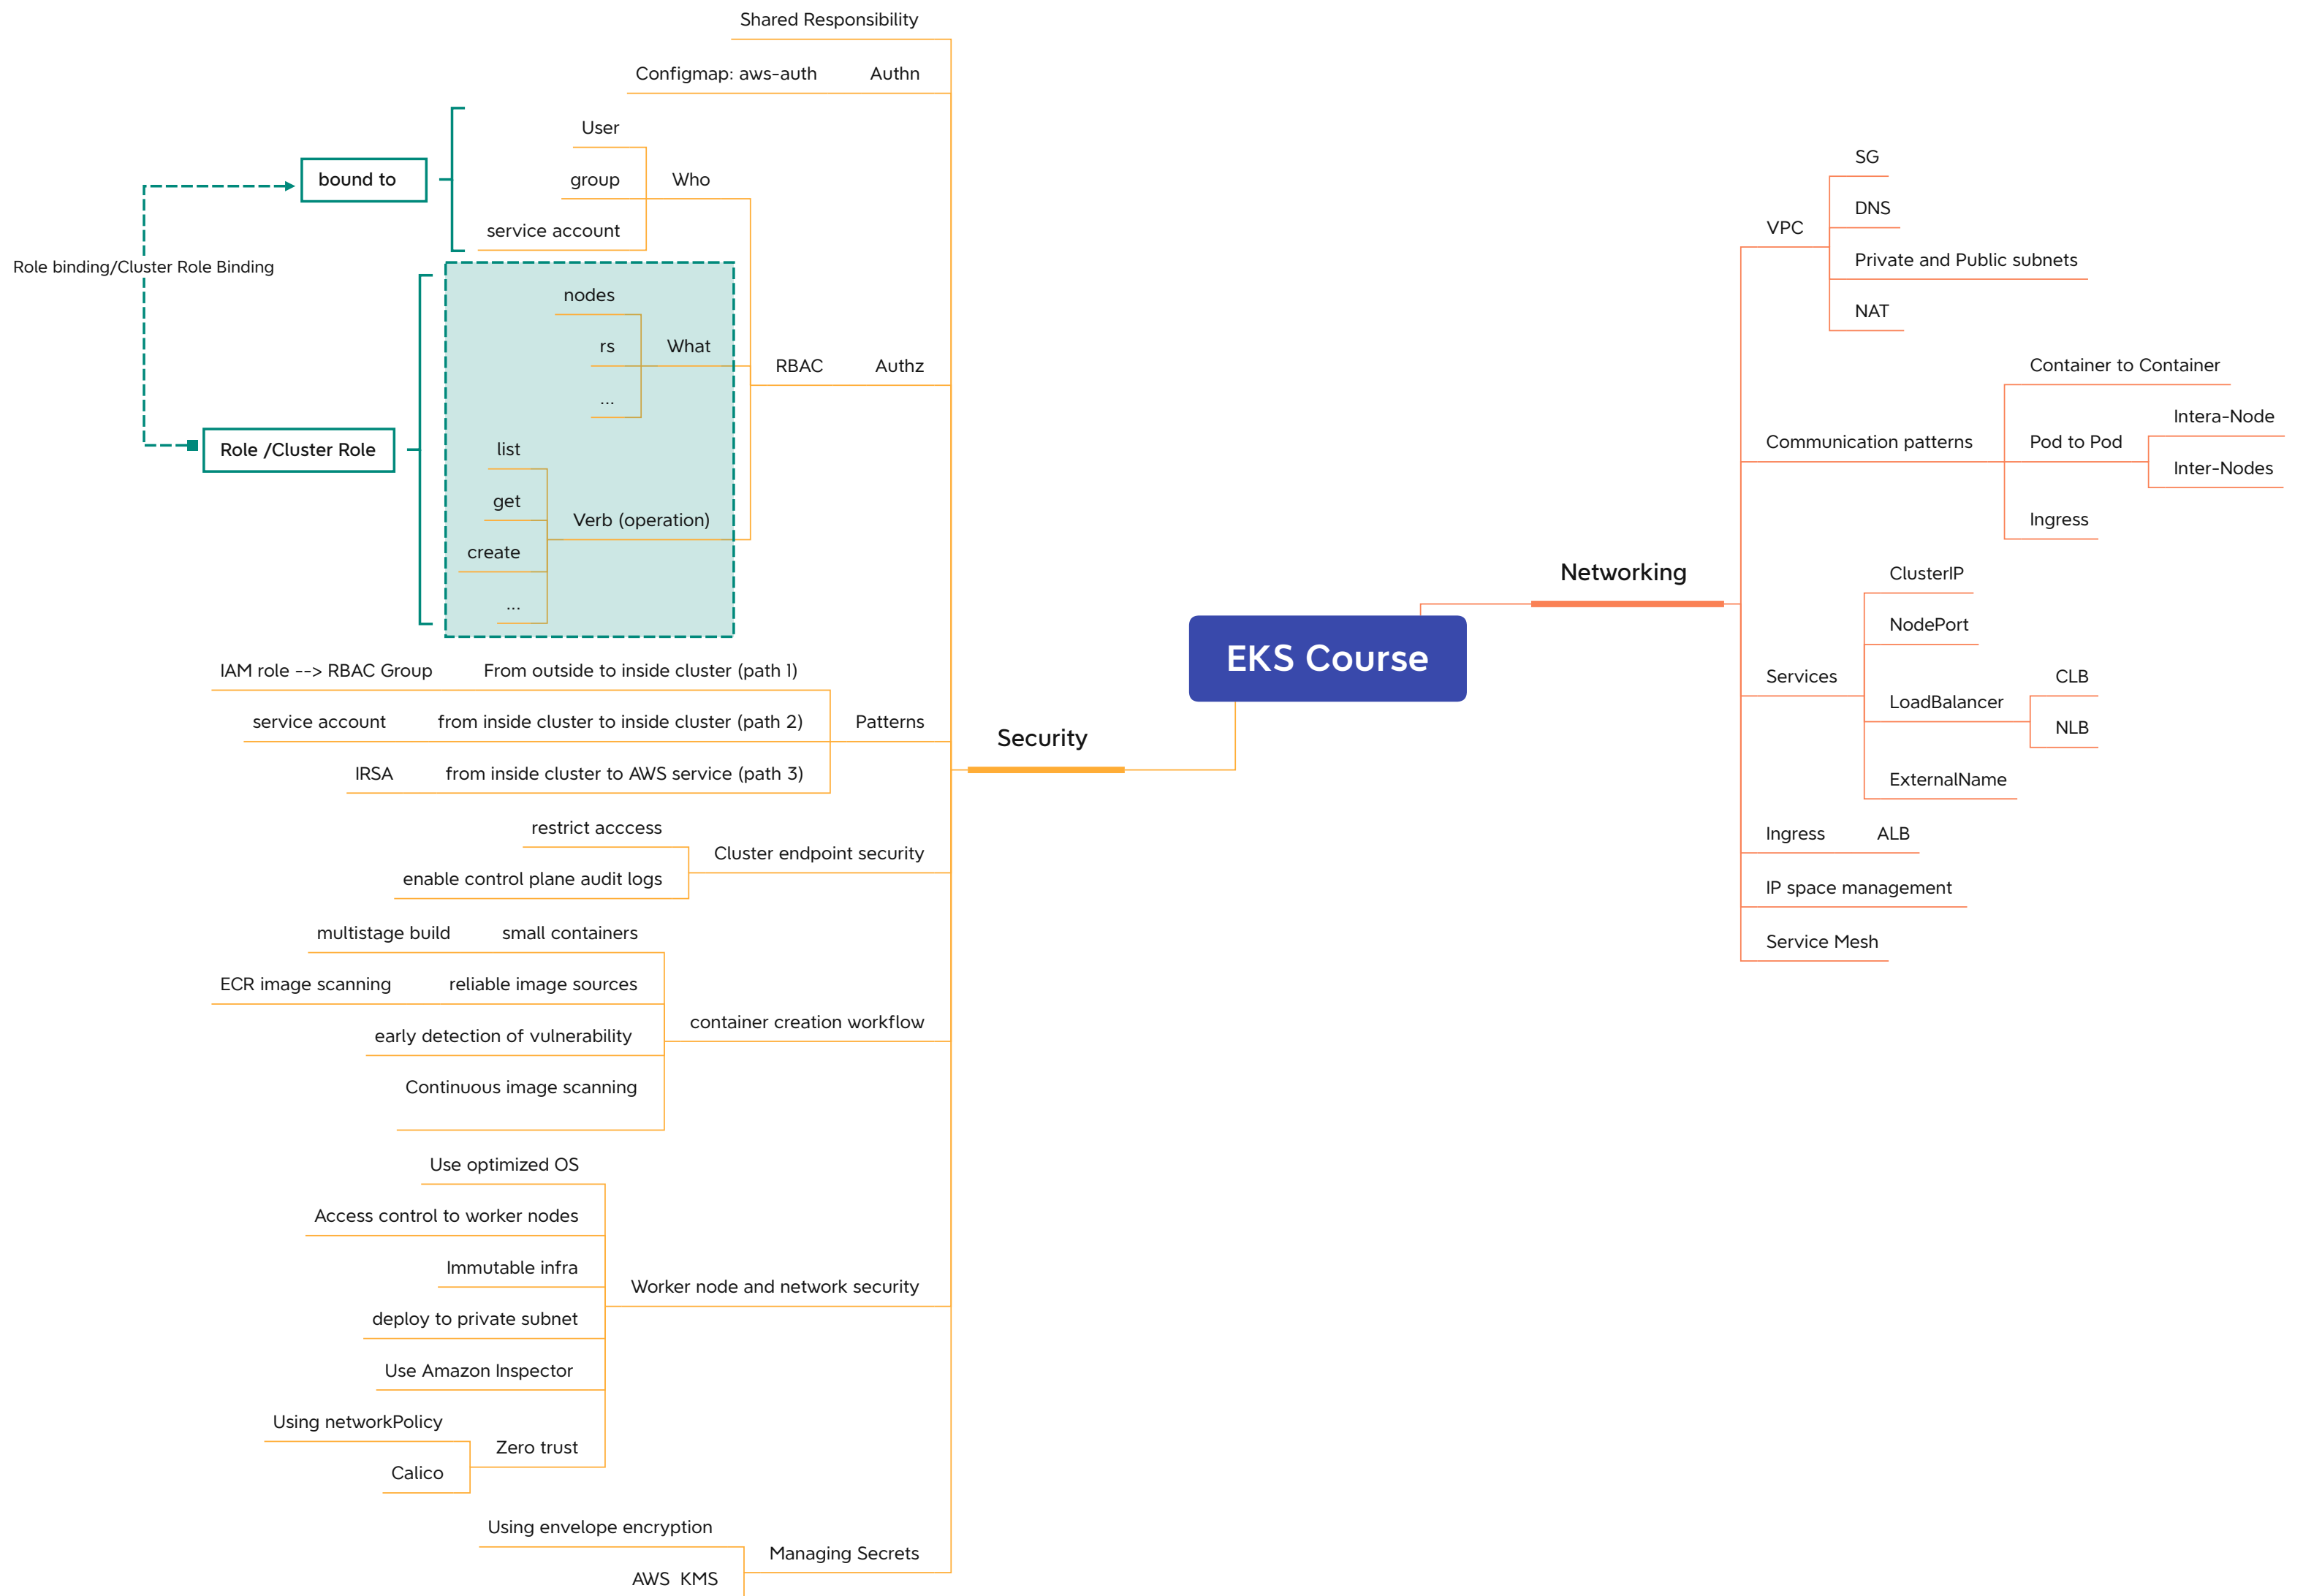 Shared Responsibility
Configmap: aws-auth
Authn
User
group
service account
Who
bound to
Role binding/Cluster Role Binding
nodes
rs
...
What
RBAC
Authz
Role /Cluster Role
list
get
create
...
Verb (operation)
IAM role --> RBAC Group
From outside to inside cluster (path 1)
service account
from inside cluster to inside cluster (path 2)
Patterns
IRSA
from inside cluster to AWS service (path 3)
restrict acccess
enable control plane audit logs
Cluster endpoint security
multistage build
small containers
ECR image scanning
reliable image sources
early detection of vulnerability
Continuous image scanning
container creation workflow
Use optimized OS
Access control to worker nodes
Immutable infra
deploy to private subnet
Use Amazon Inspector
Using networkPolicy
Calico
Zero trust
Worker node and network security
Using envelope encryption
AWS  KMS
Managing Secrets
Security
EKS Course
Networking
VPC
SG
DNS
Private and Public subnets
NAT
Communication patterns
Container to Container
Pod to Pod
Intera-Node
Inter-Nodes
Ingress
Services
ClusterIP
NodePort
LoadBalancer
CLB
NLB
ExternalName
Ingress
ALB
IP space management
Service Mesh